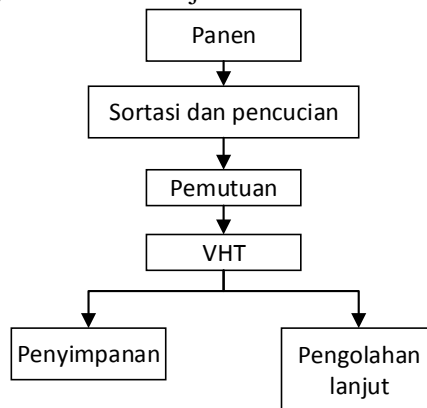 Panen
Sortasi dan pencucian
Pemutuan
VHT
Penyimpanan
Pengolahan
lanjut